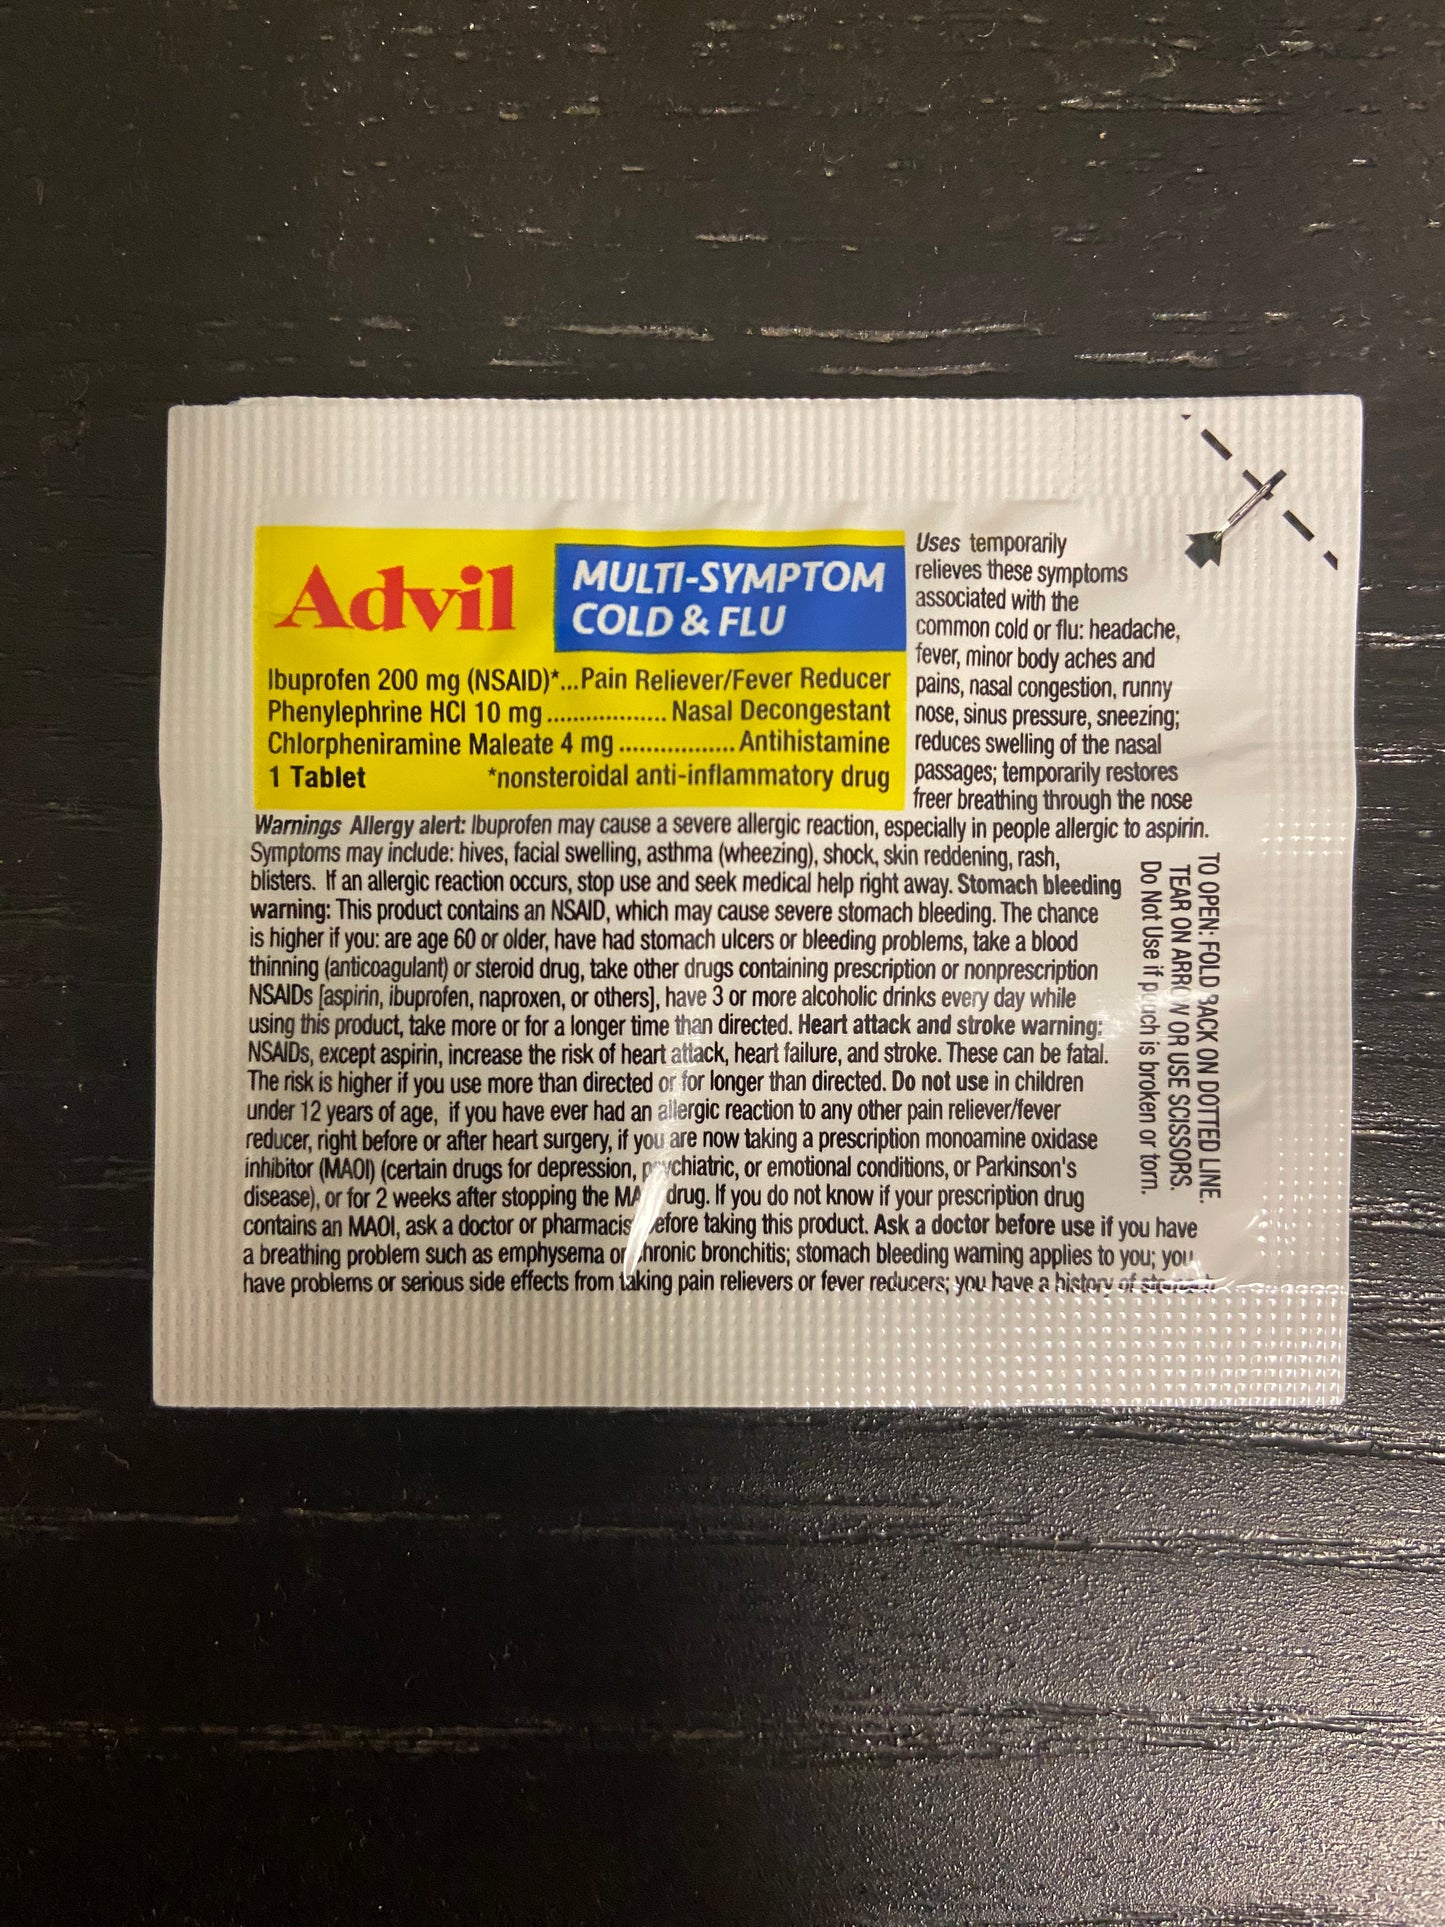 Advil
MULTI-SYMPTOM
COLD & FLU
Ibuprofen 200 mg (NSAID)*...Pain Reliever/Fever Reducer
Phenylephrine HCl 10 mg.................. Nasal Decongestant
Chlorpheniramine Maleate 4 mg................. Antihistamine
1 Tablet *nonsteroidal anti-inflammatory drug
Uses temporarily
relieves these symptoms
associated with the
common cold or flu: headache,
fever, minor body aches and
pains, nasal congestion, runny
nose, sinus pressure, sneezing;
reduces swelling of the nasal
passages; temporarily restores
freer breathing through the nose
Warnings Allergy alert: Ibuprofen may cause a severe allergic reaction, especially in people allergic to aspirin.
Symptoms may include: hives, facial swelling, asthma (wheezing), shock, skin reddening, rash,
blisters. If an allergic reaction occurs, stop use and seek medical help right away. Stomach bleeding
warning: This product contains an NSAID, which may cause severe stomach bleeding. The chance
is higher if you: are age 60 or older, have had stomach ulcers or bleeding problems, take a blood
thinning (anticoagulant) or steroid drug, take other drugs containing prescription or nonprescription
NSAIDs [aspirin, ibuprofen, naproxen, or others], have 3 or more alcoholic drinks every day while
using this product, take more or for a longer time than directed. Heart attack and stroke warning:
NSAIDs, except aspirin, increase the risk of heart attack, heart failure, and stroke. These can be fatal.
The risk is higher if you use more than directed or for longer than directed. Do not use in children
under 12 years of age, if you have ever had an allergic reaction to any other pain reliever/fever
reducer, right before or after heart surgery, if you are now taking a prescription monoamine oxidase
inhibitor (MAOI) (certain drugs for depression, psychiatric, or emotional conditions, or Parkinson's
disease), or for 2 weeks after stopping the drug. If you do not know if your prescription drug
contains an MAOI, ask a doctor or pharmacist before taking this product. Ask a doctor before use if you have
a breathing problem such as emphysema or chronic bronchitis; stomach bleeding warning applies to you; you
have problems or serious side effects from taking pain relievers or fever reducers; you have a history of stomach
TO OPEN: FOLD BACK ON DOTTED LINE.
TEAR ON ARROW OR USE SCISSORS.
Do Not Use if pouch is broken or torn.